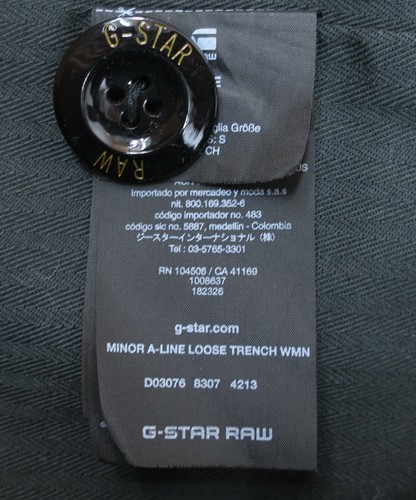 G-STAR
RAW
glia Größe
: S
CH
Importado por mercadeo y moda s.a.s
nit. 800.169.352-6
código importador no. 483
código sic no. 5887, medellin - Colombia
ジースターインターナショナル (株)
Tel : 03-5765-3301
RN 104506 / CA 41169
1008637
182326
g-star.com
MINOR A-LINE LOOSE TRENCH WMN
D03076 8307 4213
G-STAR RAW